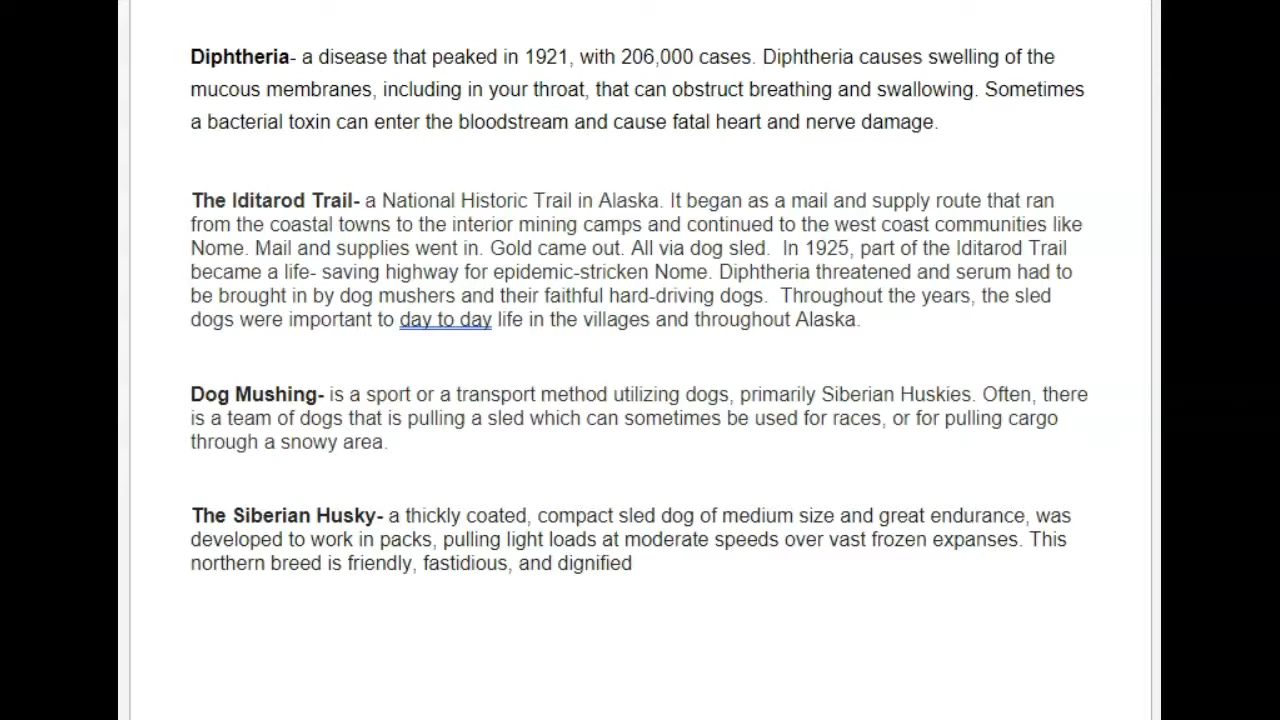 Diphtheria- a disease that peaked in 1921, with 206,000 cases. Diphtheria causes swelling of the
mucous membranes, including in your throat, that can obstruct breathing and swallowing. Sometimes
a bacterial toxin can enter the bloodstream and cause fatal heart and nerve damage.
The Iditarod Trail- a National Historic Trail in Alaska. It began as a mail and supply route that ran
from the coastal towns to the interior mining camps and continued to the west coast communities like
Nome. Mail and supplies went in. Gold came out. All via dog sled.  In 1925, part of the Iditarod Trail
became a life- saving highway for epidemic-stricken Nome. Diphtheria threatened and serum had to
be brought in by dog mushers and their faithful hard-driving dogs.  Throughout the years, the sled
dogs were important to day to day life in the villages and throughout Alaska.
Dog Mushing- is a sport or a transport method utilizing dogs, primarily Siberian Huskies. Often, there
is a team of dogs that is pulling a sled which can sometimes be used for races, or for pulling cargo
through a snowy area.
The Siberian Husky- a thickly coated, compact sled dog of medium size and great endurance, was
developed to work in packs, pulling light loads at moderate speeds over vast frozen expanses. This
northern breed is friendly, fastidious, and dignified